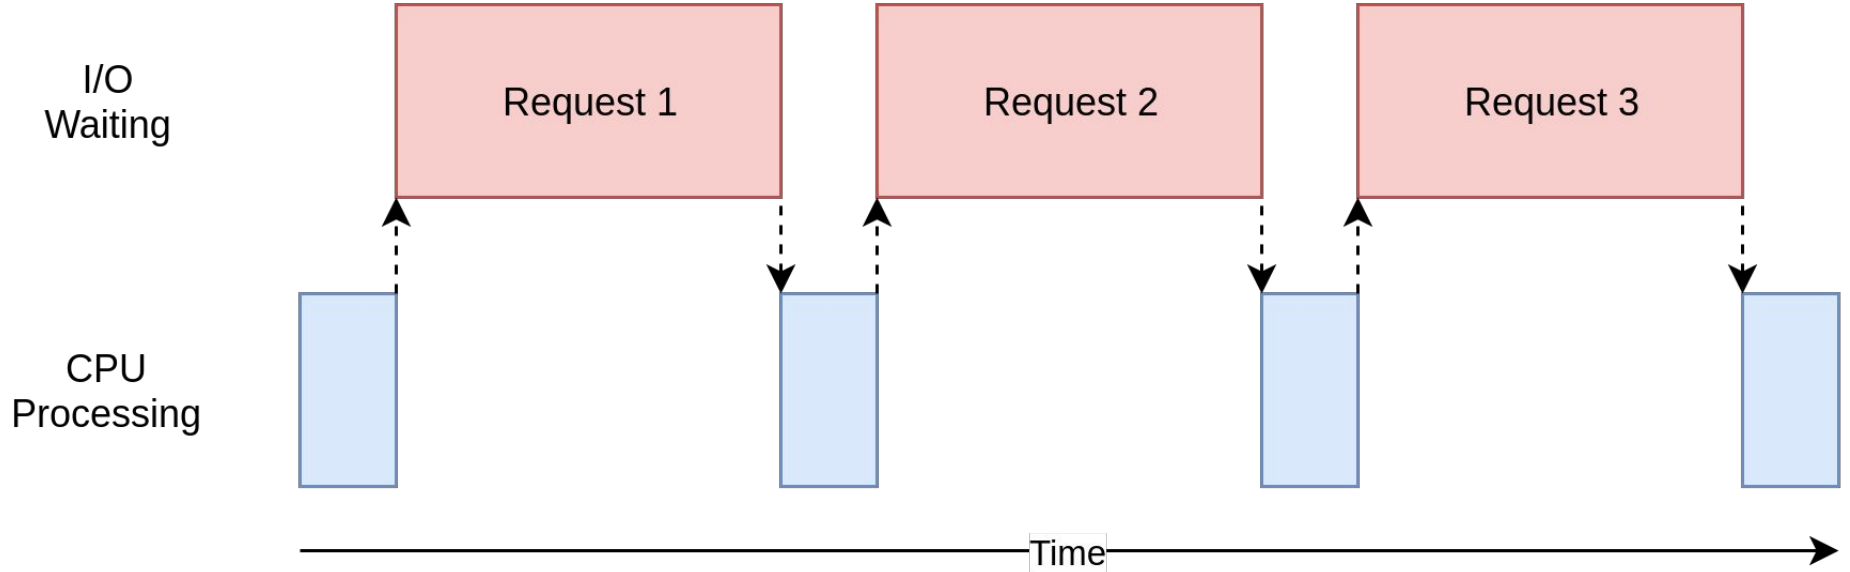 I/O
Waiting
Request 1
Request 2
Request 3
CPU
Processing
Time